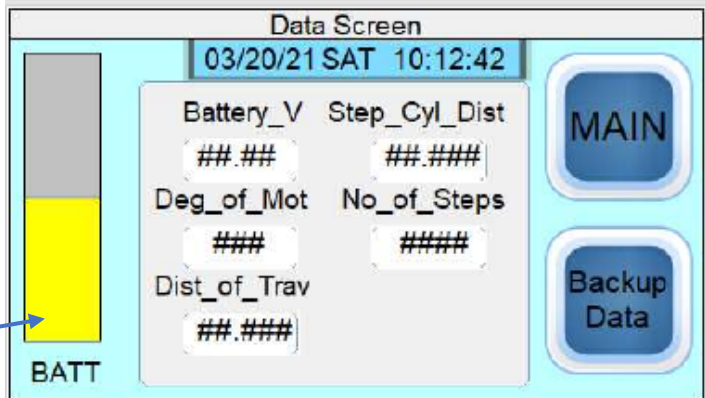 Data Screen
03/20/21 SAT 10:12:42
Battery_V Step_Cyl_Dist
##.## ##.###
Deg_of_Mot No_of_Steps
### ####
Dist_of_Trav
##.###
BATT
MAIN
Backup
Data